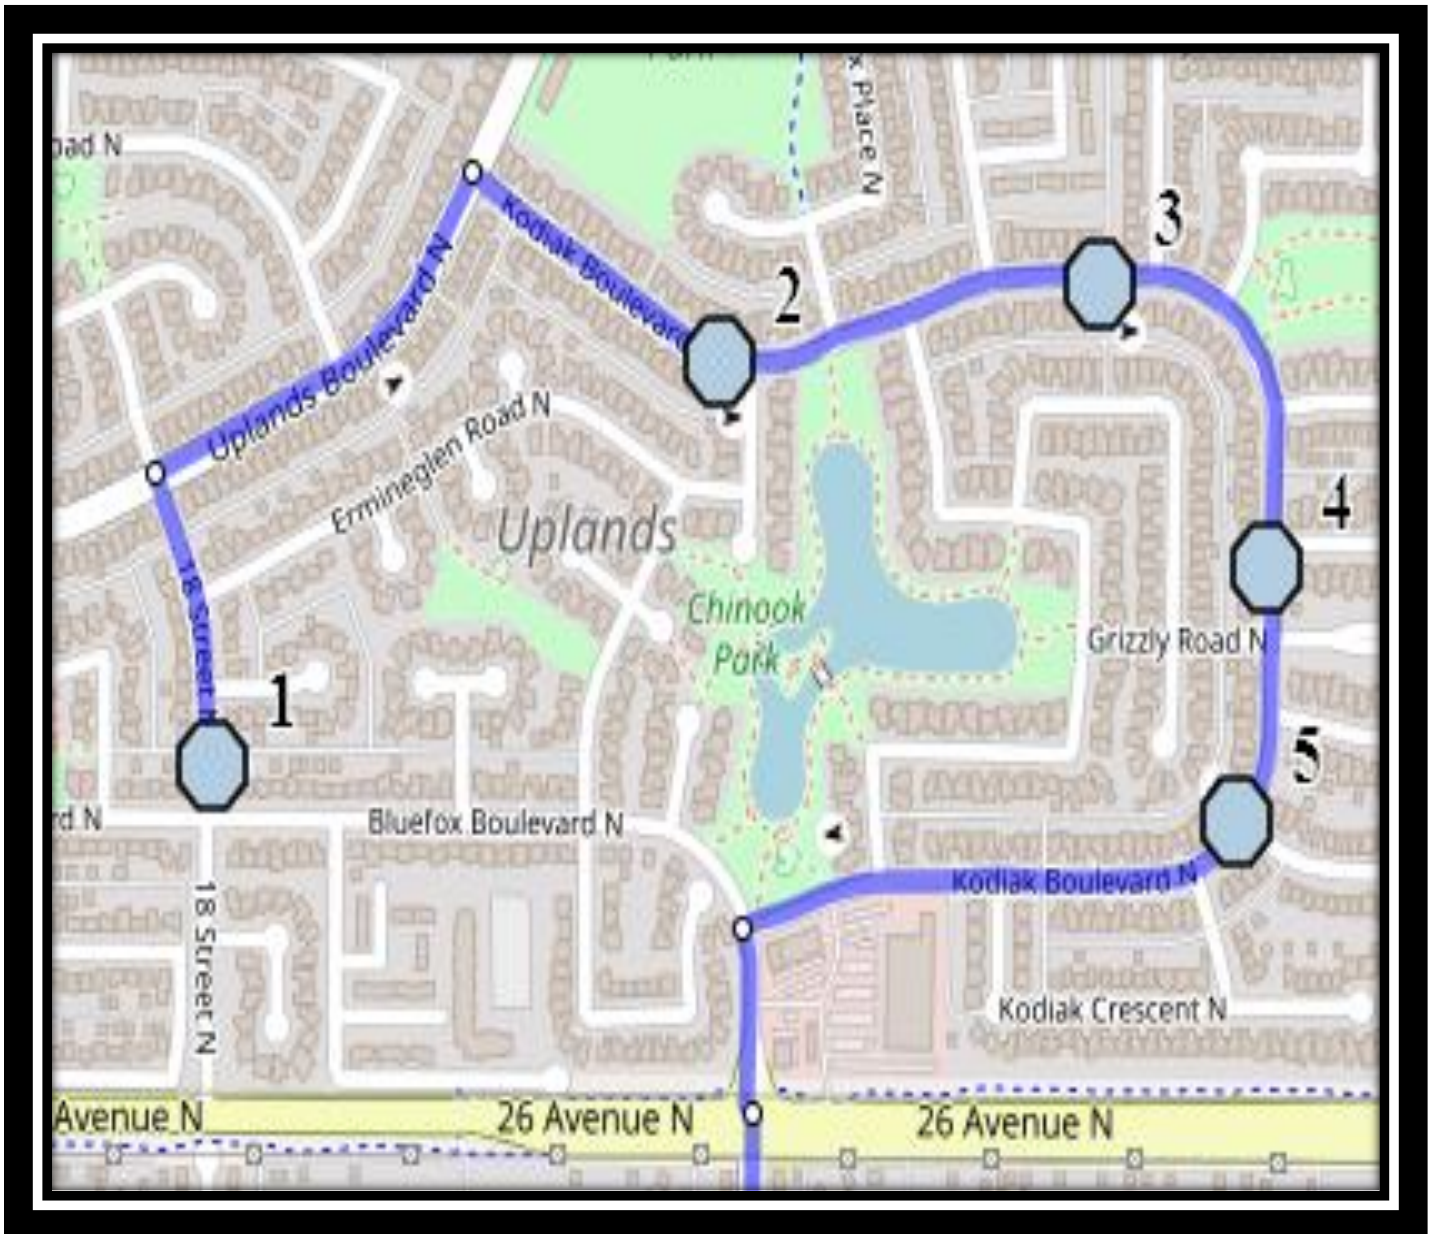 oad N
x Place N
3
Kodiak Boulevard
2
Uplands Boulevard N
Ermineglen Road N
4
Uplands
18 Street N
Chinook
Park
Grizzly Road N
1
5
rd N
Bluefox Boulevard N
Kodiak Boulevard N
18 Street N
Kodiak Crescent N
Avenue N
26 Avenue N
26 Avenue N